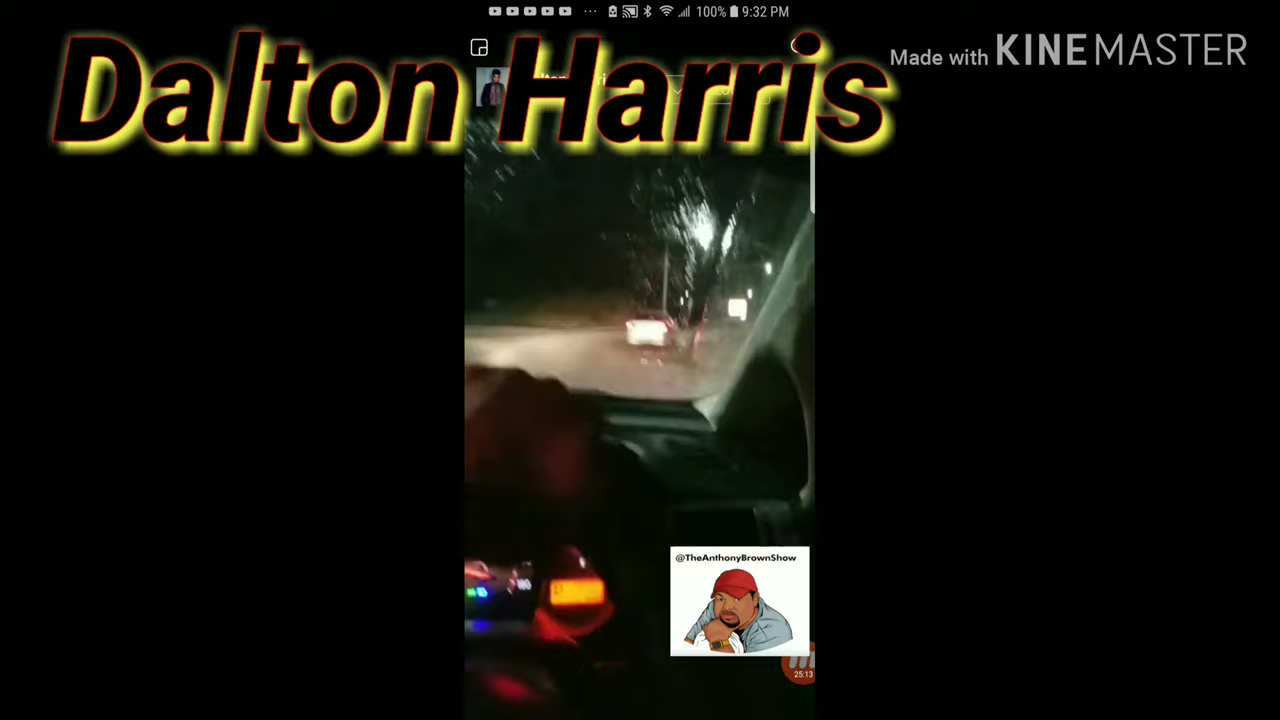 100% 9:32 PM
Dalton Harris
Made with KINEMASTER
@TheAnthonyBrownShow
25:13